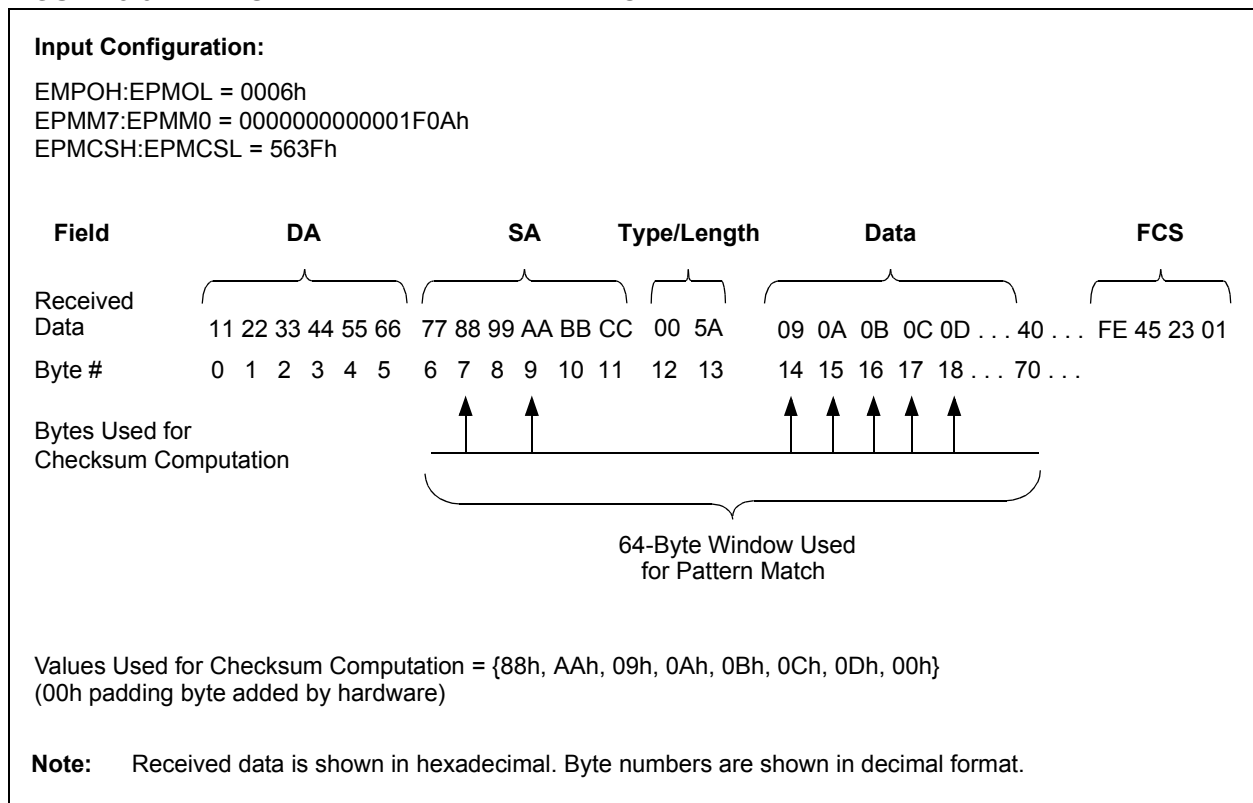 Input Configuration:
EMPOH:EPMOL = 0006h
EPMM7:EPMM0 = 0000000000001F0Ah
EPMCSH:EPMCSL = 563Fh
Field DA SA Type/Length Data FCS
Received
Data 11 22 33 44 55 66 77 88 99 AA BB CC 00 5A 09 0A 0B 0C 0D . . . 40 . . . FE 45 23 01
Byte # 0 1 2 3 4 5 6 7 8 9 10 11 12 13 14 15 16 17 18 . . . 70 . . .
Bytes Used for
Checksum Computation
64-Byte Window Used
for Pattern Match
Values Used for Checksum Computation = {88h, AAh, 09h, 0Ah, 0Bh, 0Ch, 0Dh, 00h}
(00h padding byte added by hardware)
Note: Received data is shown in hexadecimal. Byte numbers are shown in decimal format.